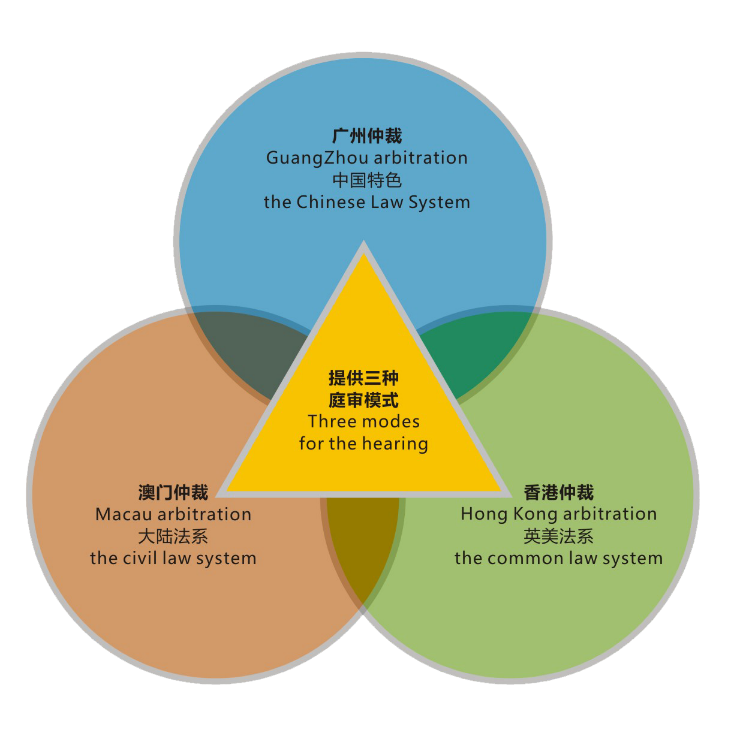 广州仲裁
GuangZhou arbitration
中国特色
the Chinese Law System
提供三种
庭审模式
Three modes
for the hearing
澳门仲裁
Macau arbitration
大陆法系
the civil law system
香港仲裁
Hong Kong arbitration
英美法系
the common law system